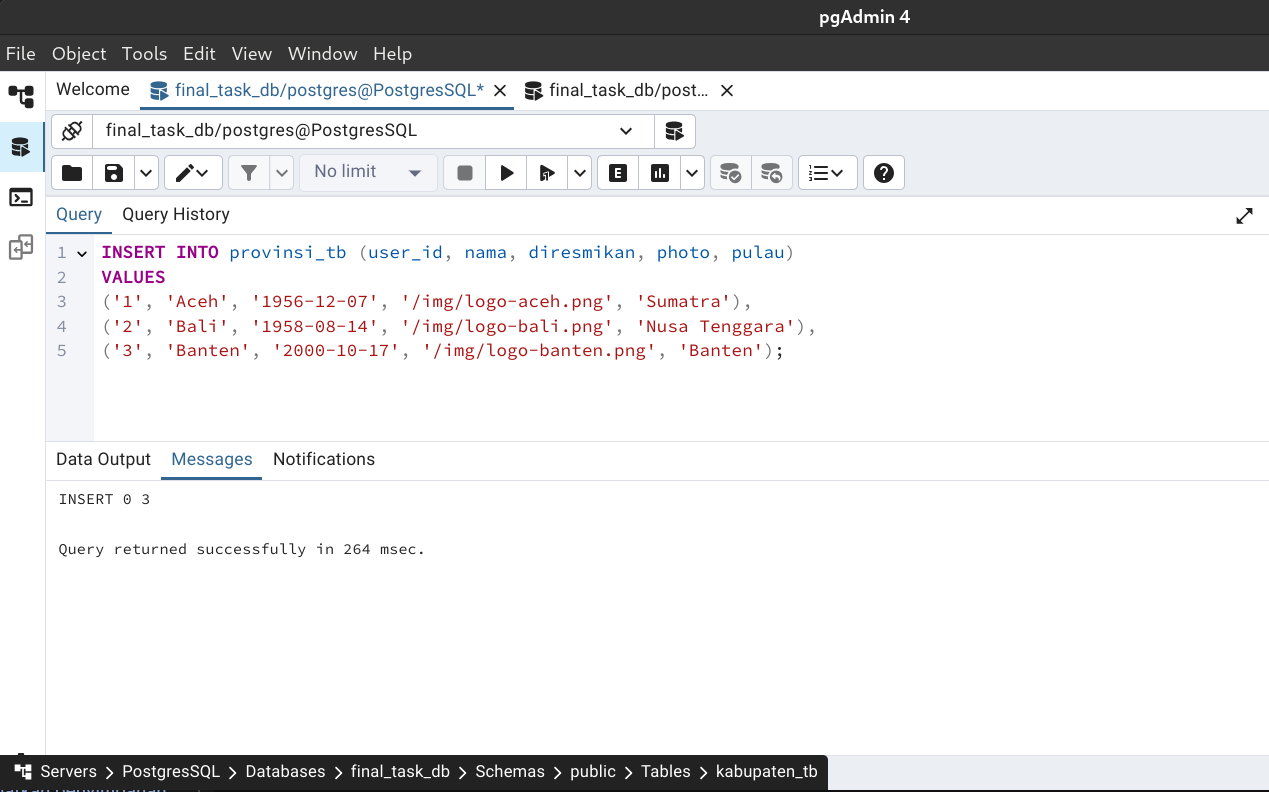 pgAdmin 4
File Object Tools Edit View Window Help
Welcome final_task_db/postgres@PostgresSQL* final_task_db/post...
final_task_db/postgres@PostgresSQL
No limit
Query Query History
1 INSERT INTO provinsi_tb (user_id, nama, diresmikan, photo, pulau)
2 VALUES
3 ('1', 'Aceh', '1956-12-07', '/img/logo-aceh.png', 'Sumatra'),
4 ('2', 'Bali', '1958-08-14', '/img/logo-bali.png', 'Nusa Tenggara'),
5 ('3', 'Banten', '2000-10-17', '/img/logo-banten.png', 'Banten');
Data Output Messages Notifications
INSERT 0 3
Query returned successfully in 264 msec.
Servers > PostgresSQL > Databases > final_task_db > Schemas > public > Tables > kabupaten_tb